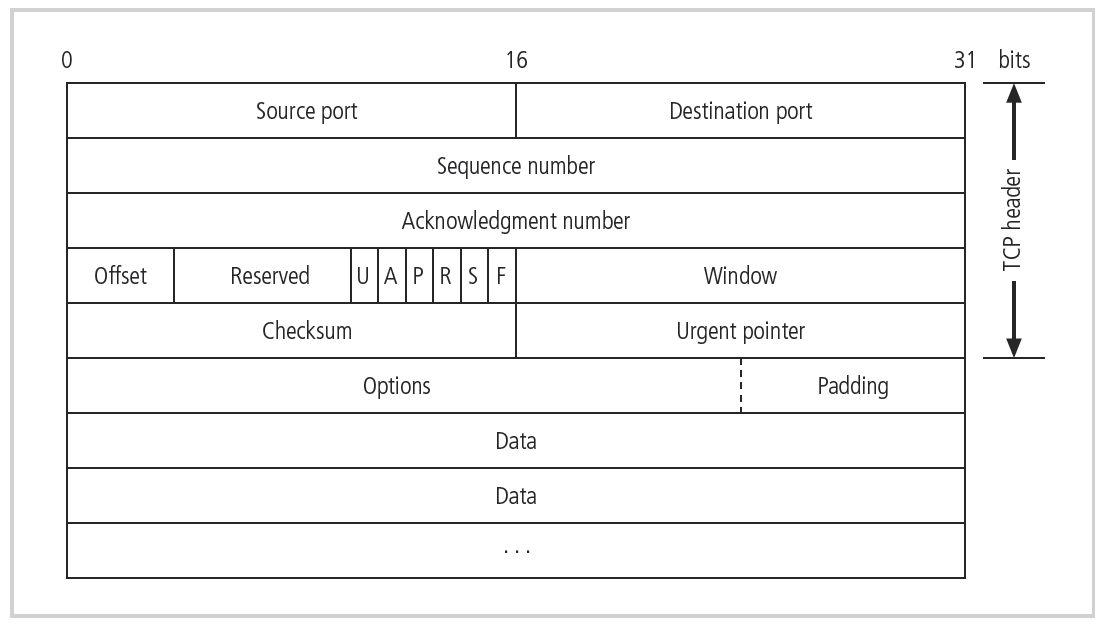 0 16 31 bits
Source port Destination port
Sequence number
Acknowledgment number
Offset Reserved U A P R S F Window
Checksum Urgent pointer
TCP header
Options Padding
Data
Data
. . .